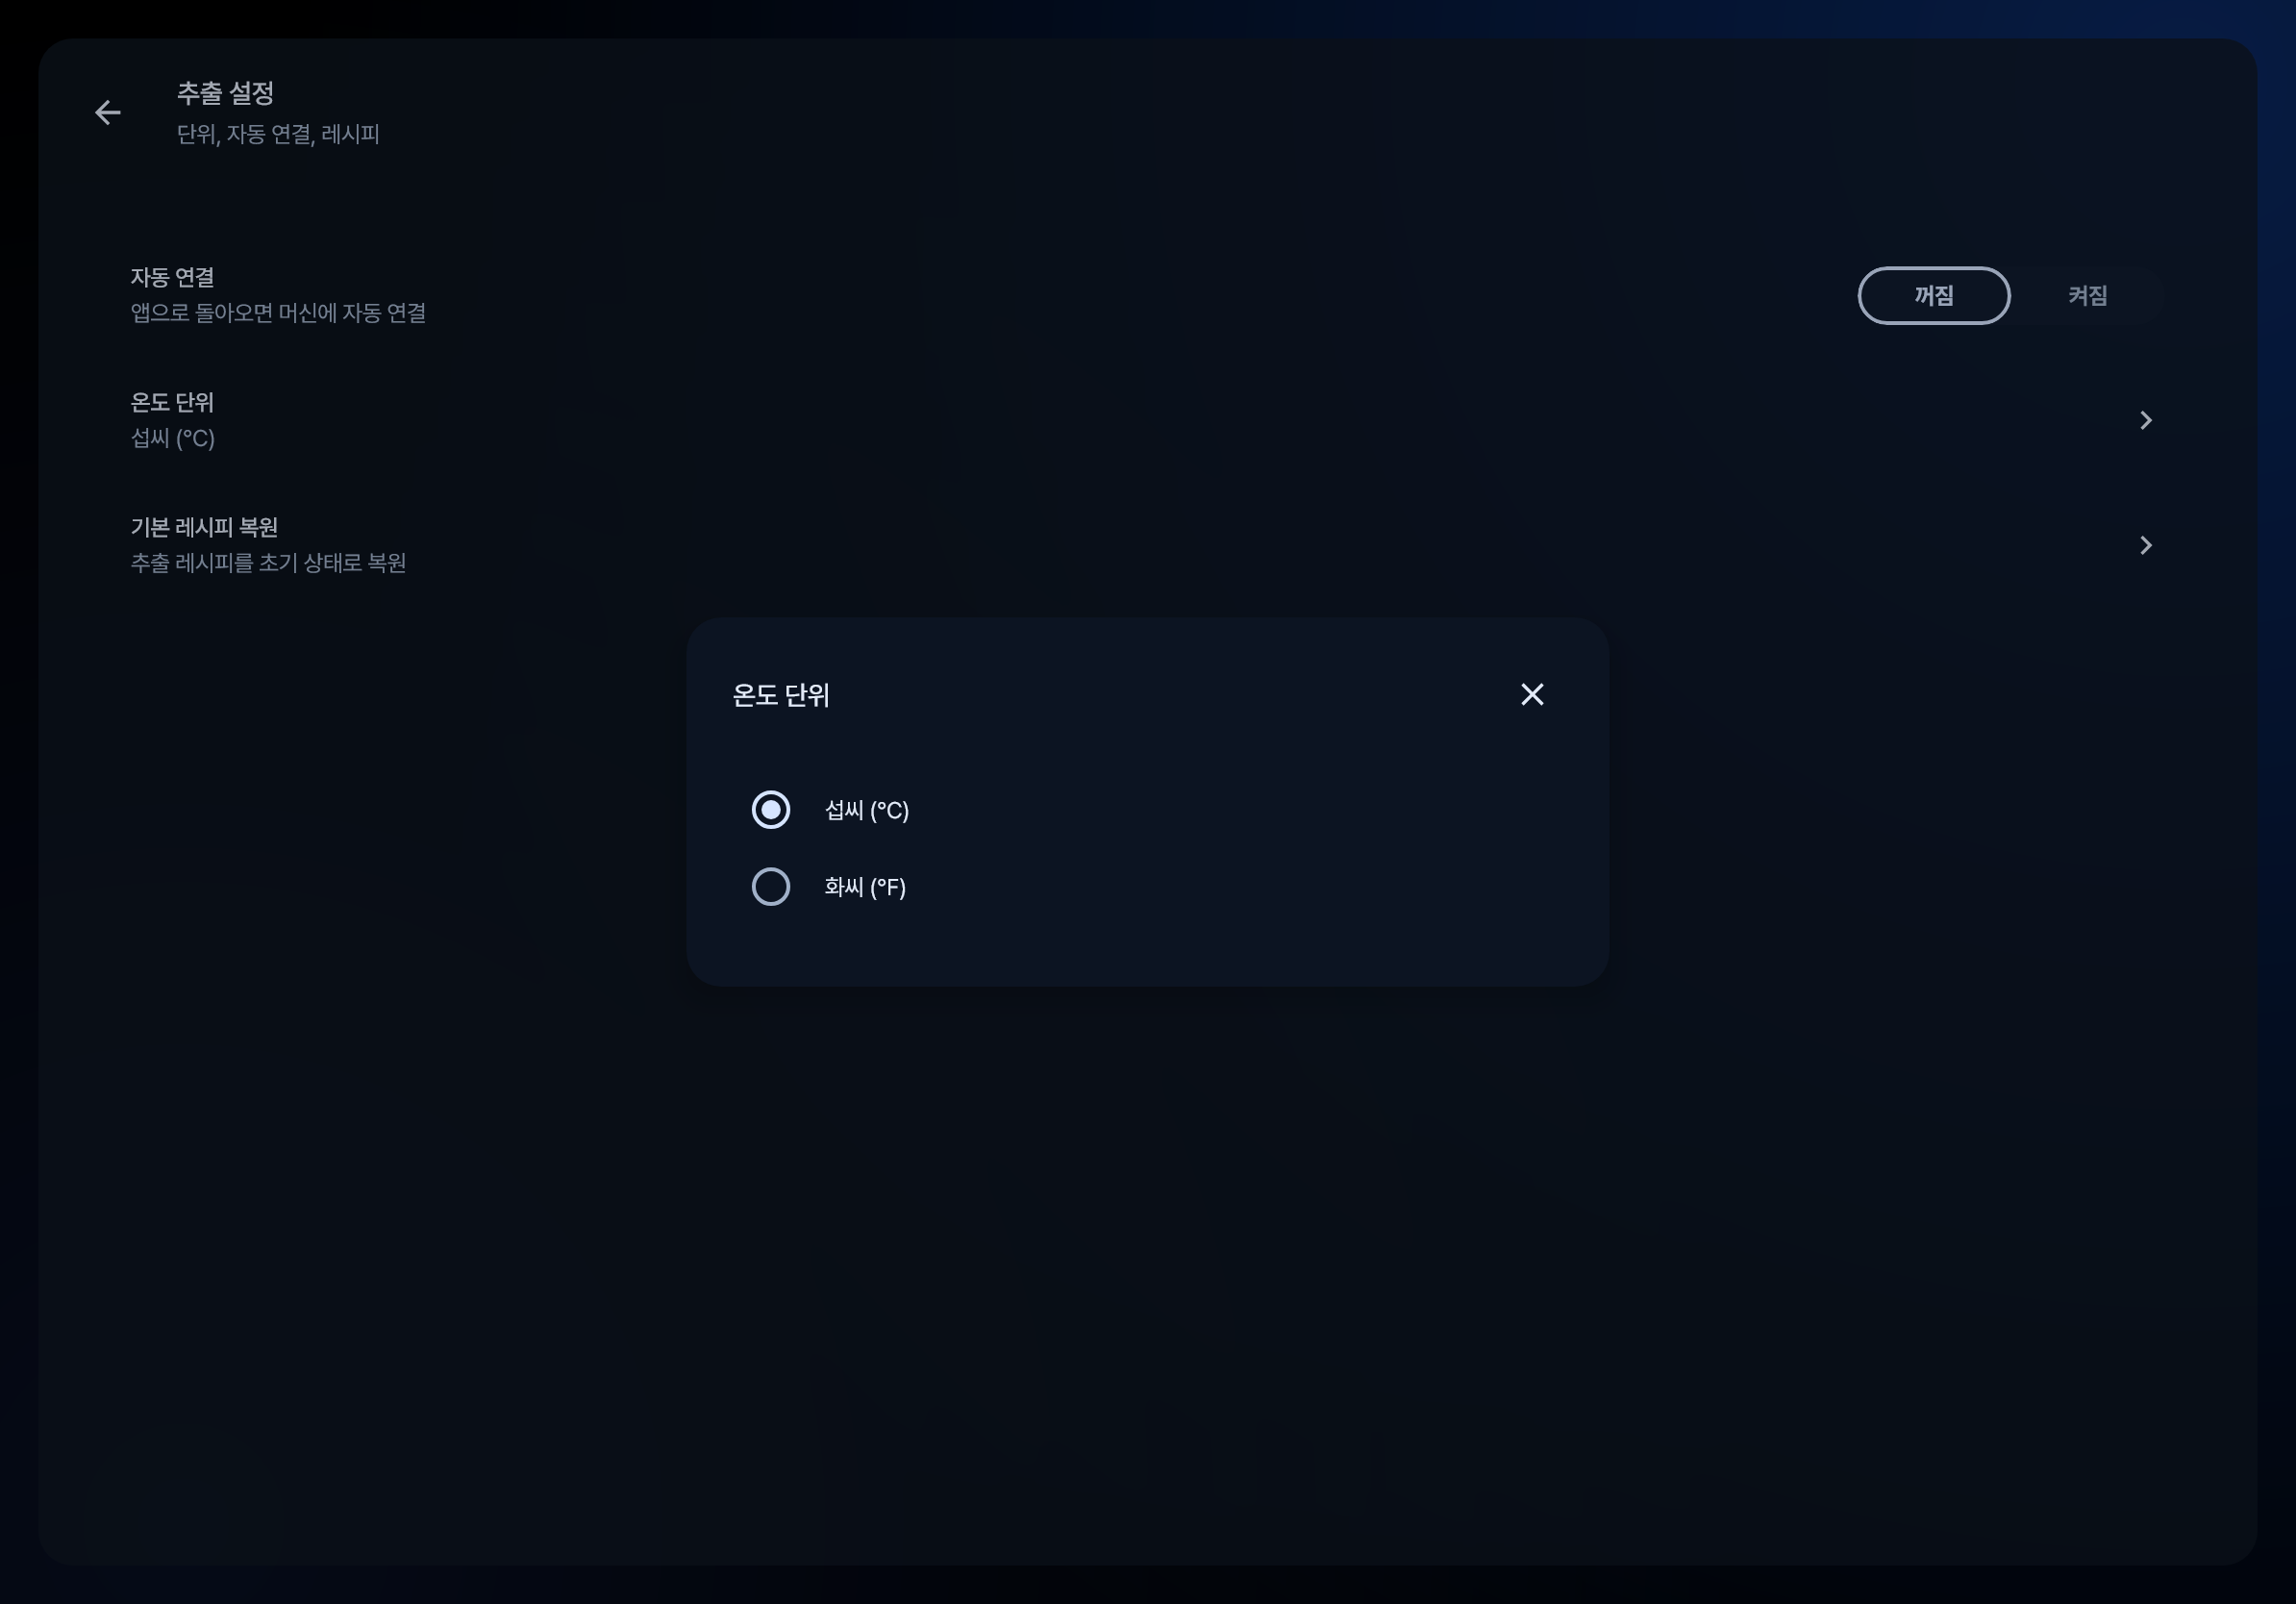 추출 설정
단위, 자동 연결, 레시피
자동 연결
앱으로 돌아오면 머신에 자동 연결
꺼짐
켜짐
온도 단위
섭씨 (°C)
기본 레시피 복원
추출 레시피를 초기 상태로 복원
온도 단위
섭씨 (°C)
화씨 (°F)